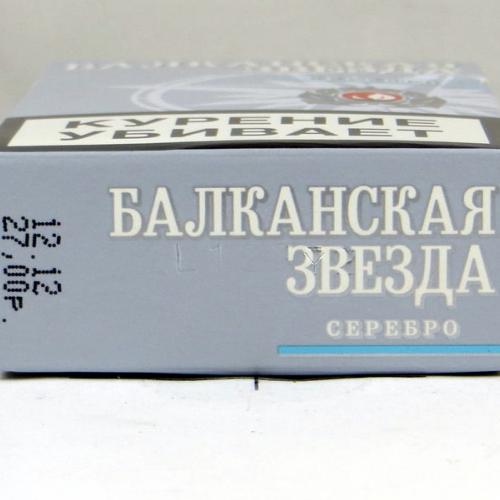 КУРЕНИЕ
УБИВАЕТ
БАЛКАНСКАЯ
ЗВЕЗДА
СЕРЕБРО
12.12
27,00Р.